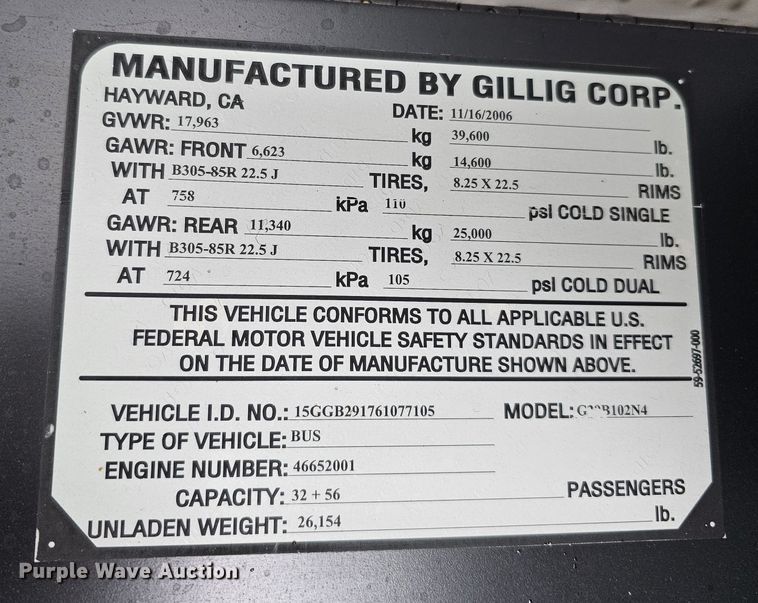 MANUFACTURED BY GILLIG CORP.
HAYWARD, CA DATE: 11/16/2006
GVWR: 17,963 kg 39,600 lb.
GAWR: FRONT 6,623 kg 14,600 lb.
WITH B305-85R 22.5 J TIRES, 8.25 X 22.5 RIMS
AT 758 kPa 110 psi COLD SINGLE
GAWR: REAR 11,340 kg 25,000 lb.
WITH B305-85R 22.5 J TIRES, 8.25 X 22.5 RIMS
AT 724 kPa 105 psi COLD DUAL
THIS VEHICLE CONFORMS TO ALL APPLICABLE U.S.
FEDERAL MOTOR VEHICLE SAFETY STANDARDS IN EFFECT
ON THE DATE OF MANUFACTURE SHOWN ABOVE.
59-52697-000
VEHICLE I.D. NO.: 15GGB291761077105 MODEL:
TYPE OF VEHICLE: BUS
ENGINE NUMBER: 46652001
CAPACITY: 32 + 56 PASSENGERS
UNLADEN WEIGHT: 26,154 lb.
Purple Wave Auction